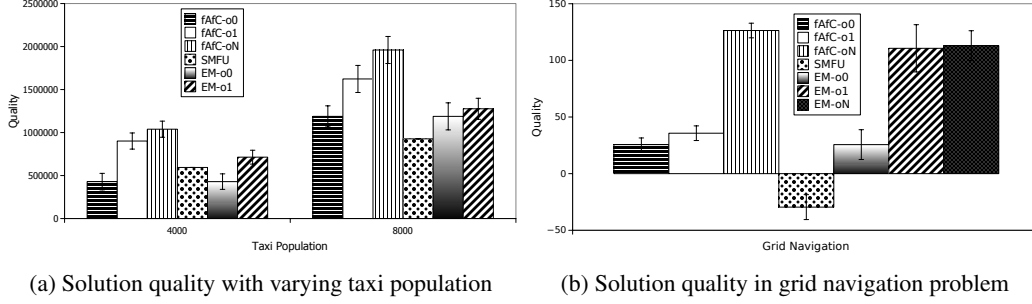 2500000
2000000
1500000
1000000
500000
0
Quality
fAfC-o0
fAfC-o1
fAfC-oN
SMFU
EM-o0
EM-o1
4000
8000
Taxi Population
(a) Solution quality with varying taxi population
150
100
50
0
−50
Quality
fAfC-o0
fAfC-o1
fAfC-oN
SMFU
EM-o0
EM-o1
EM-oN
Grid Navigation
(b) Solution quality in grid navigation problem